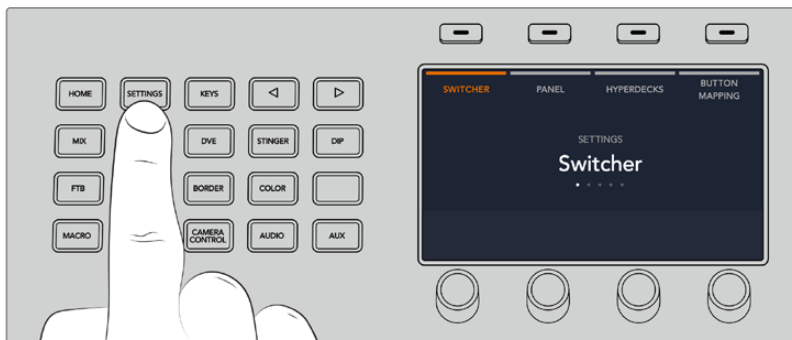 HOME
SETTINGS
KEYS
MIX
DVE
STINGER
DIP
FTB
BORDER
COLOR
MACRO
CAMERA
CONTROL
AUDIO
AUX
SWITCHER
PANEL
HYPERDECKS
BUTTON
MAPPING
SETTINGS
Switcher